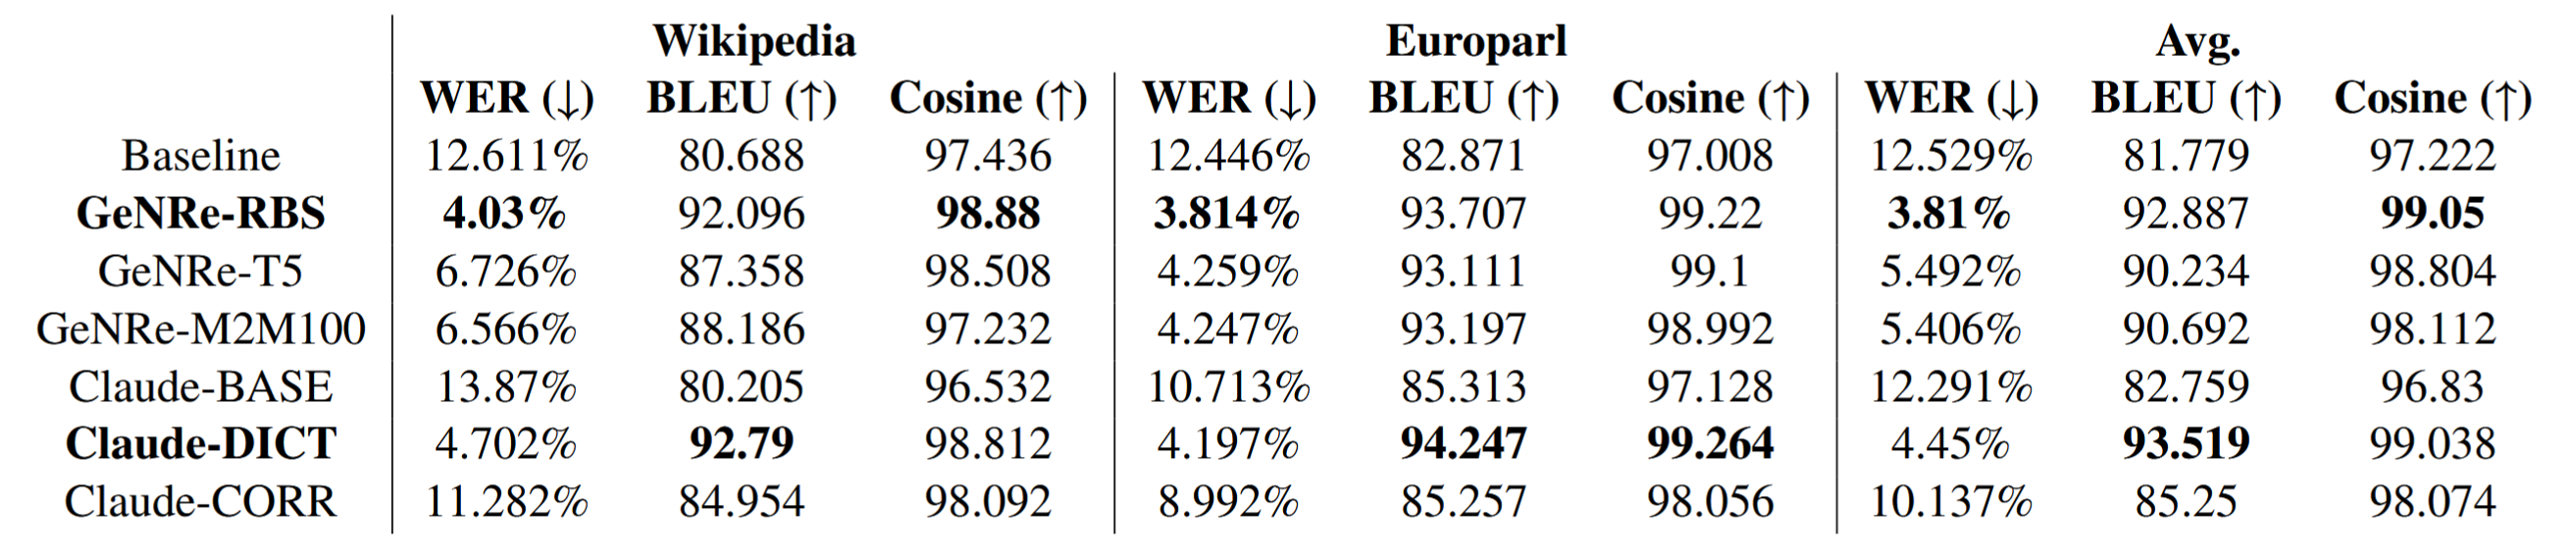 Wikipedia Europarl Avg.
WER (↓) BLEU (↑) Cosine (↑) WER (↓) BLEU (↑) Cosine (↑) WER (↓) BLEU (↑) Cosine (↑)
Baseline 12.611% 80.688 97.436 12.446% 82.871 97.008 12.529% 81.779 97.222
GeNRe-RBS 4.03% 92.096 98.88 3.814% 93.707 99.22 3.81% 92.887 99.05
GeNRe-T5 6.726% 87.358 98.508 4.259% 93.111 99.1 5.492% 90.234 98.804
GeNRe-M2M100 6.566% 88.186 97.232 4.247% 93.197 98.992 5.406% 90.692 98.112
Claude-BASE 13.87% 80.205 96.532 10.713% 85.313 97.128 12.291% 82.759 96.83
Claude-DICT 4.702% 92.79 98.812 4.197% 94.247 99.264 4.45% 93.519 99.038
Claude-CORR 11.282% 84.954 98.092 8.992% 85.257 98.056 10.137% 85.25 98.074